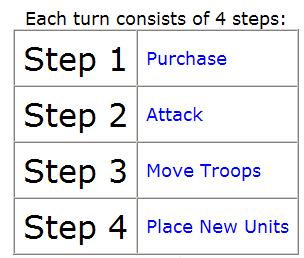 Each turn consists of 4 steps:
Step 1 Purchase
Step 2 Attack
Step 3 Move Troops
Step 4 Place New Units